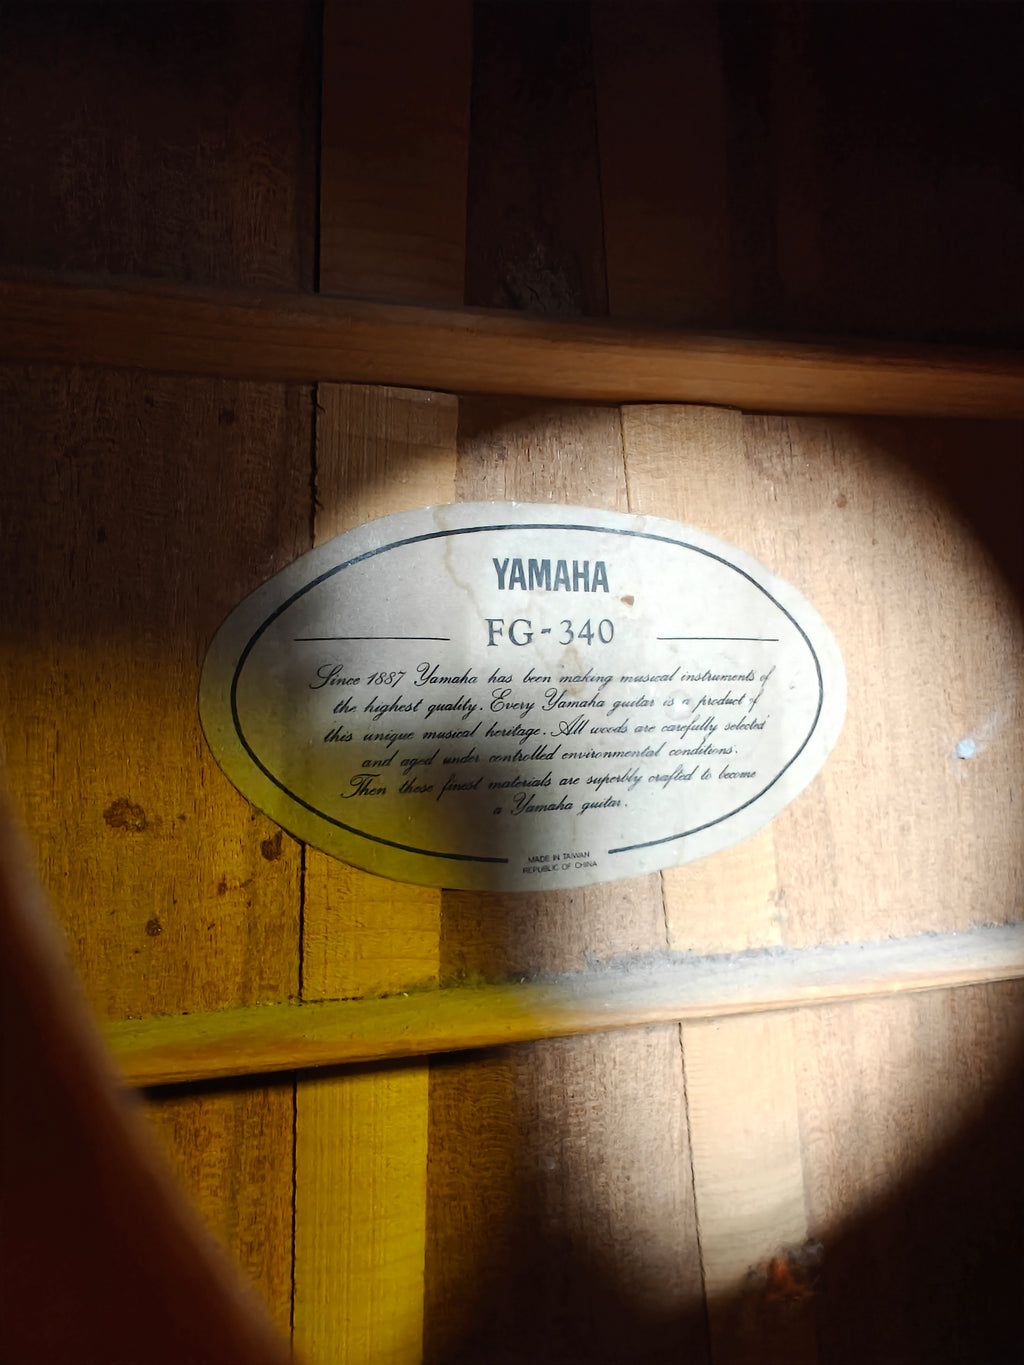 YAMAHA
FG-340
Since 1887 Yamaha has been making musical instruments of
the highest quality. Every Yamaha guitar is a product of
this unique musical heritage. All woods are carefully selected
and aged under controlled environmental conditions.
Then these finest materials are superbly crafted to become
a Yamaha guitar.
MADE IN TAIWAN
REPUBLIC OF CHINA